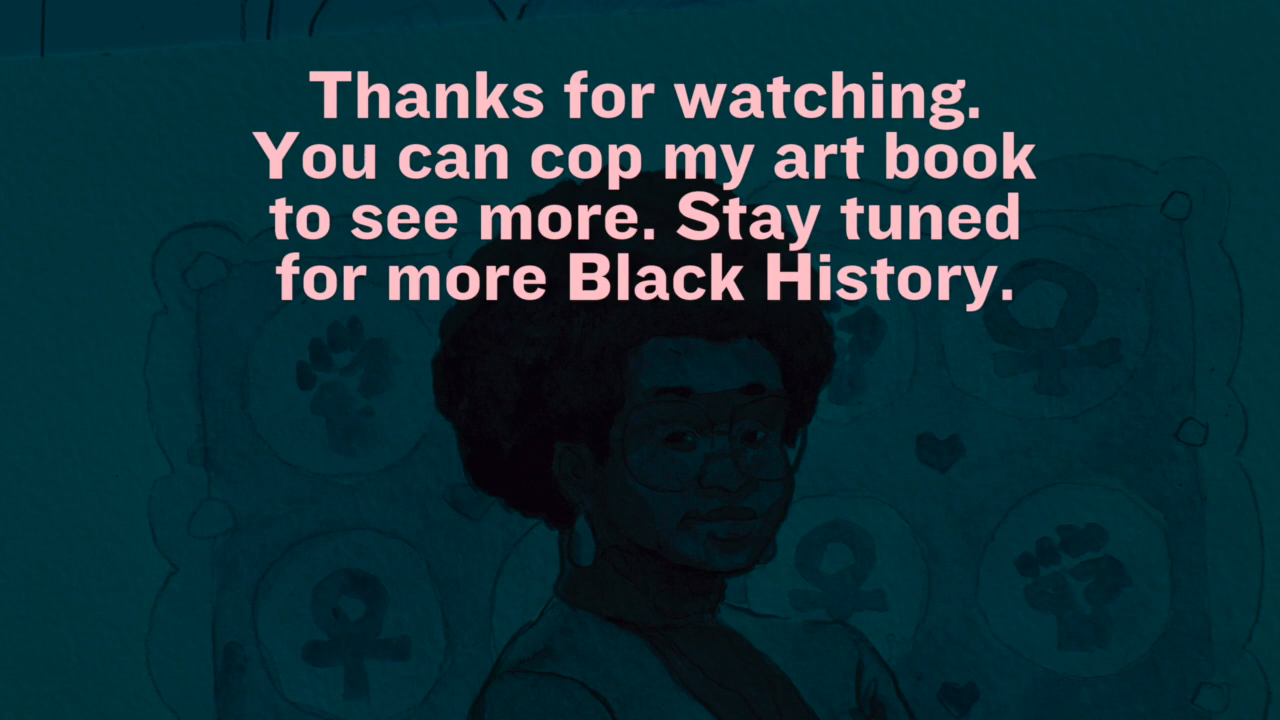 Thanks for watching.
You can cop my art book
to see more. Stay tuned
for more Black History.